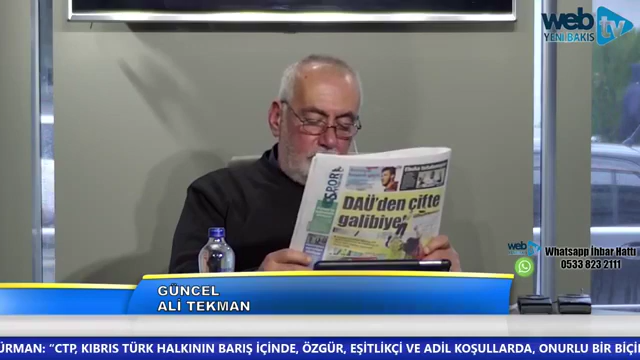 web tv
YENİ BAKIŞ
SPOR
DAÜ'den çifte
galibiyet
web tv
Whatsapp İhbar Hattı
0533 823 2111
GÜNCEL
ALİ TEKMAN
ÜRMAN: “CTP, KIBRIS TÜRK HALKININ BARIŞ İÇİNDE, ÖZGÜR, EŞİTLİKÇİ VE ADİL KOŞULLARDA, ONURLU BİR BİÇİ